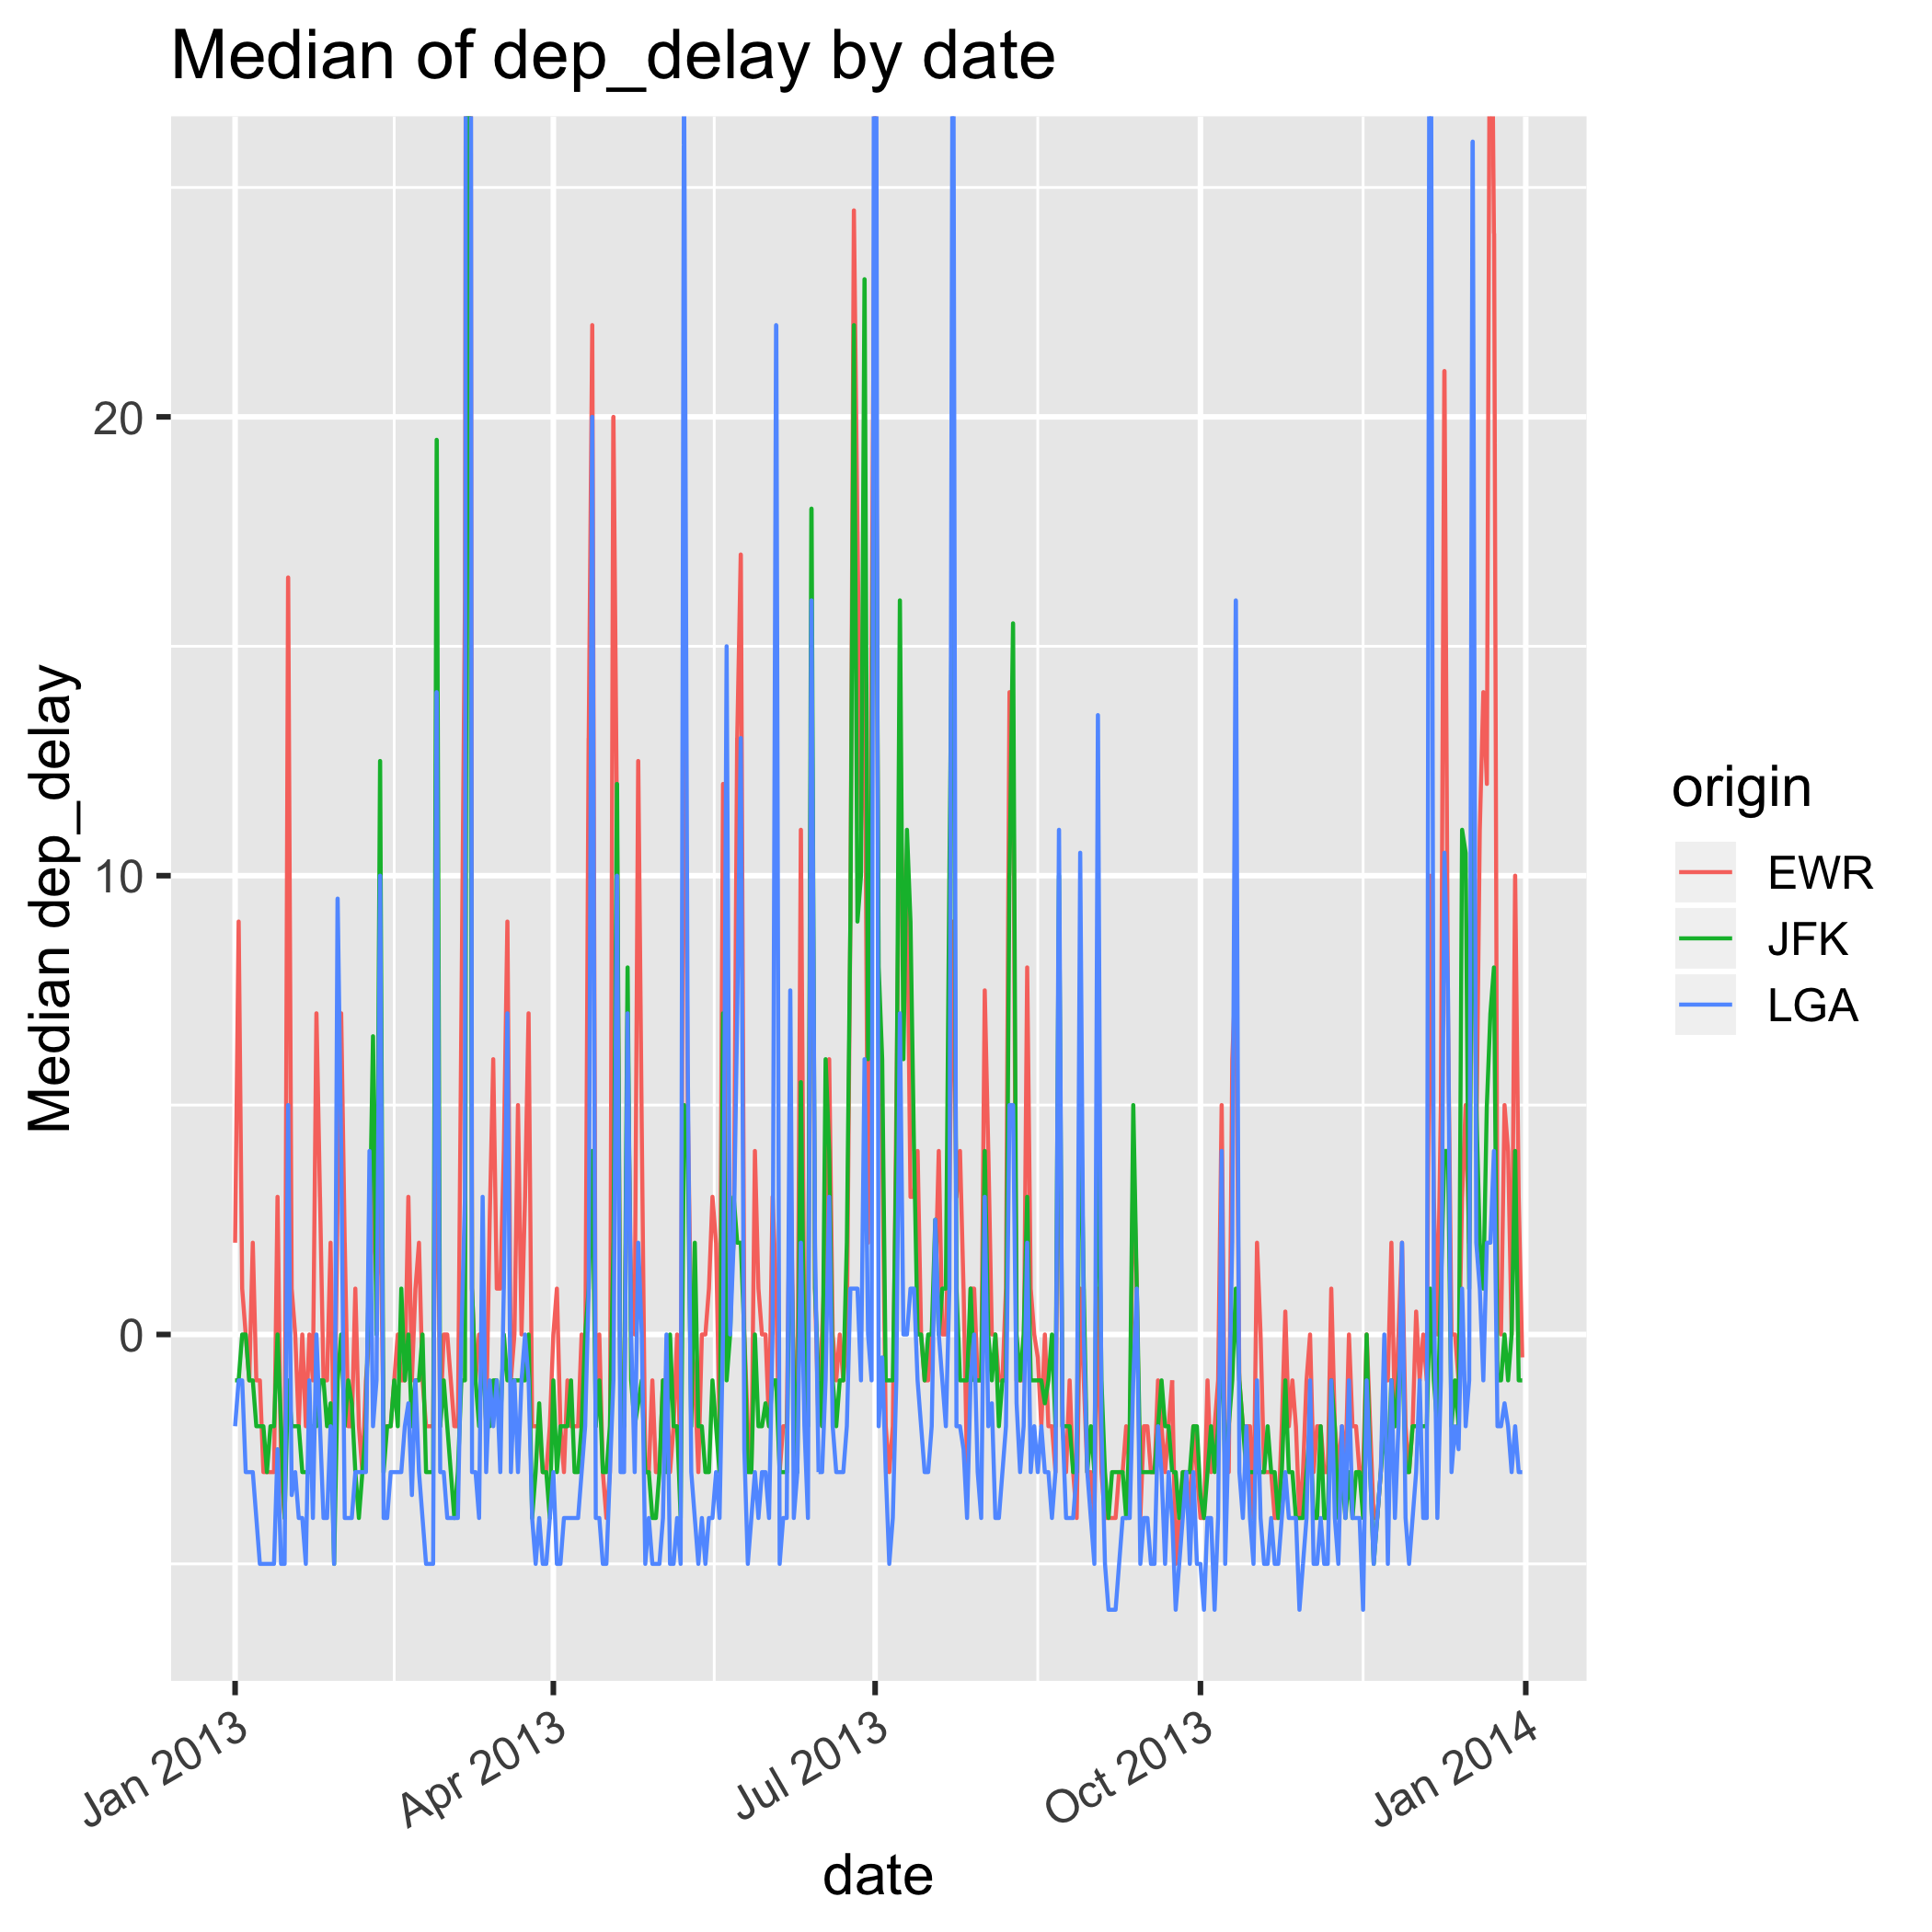 Median of dep_delay by date
Median dep_delay
20
10
0
Jan 2013
Apr 2013
Jul 2013
Oct 2013
Jan 2014
date
origin
EWR
JFK
LGA